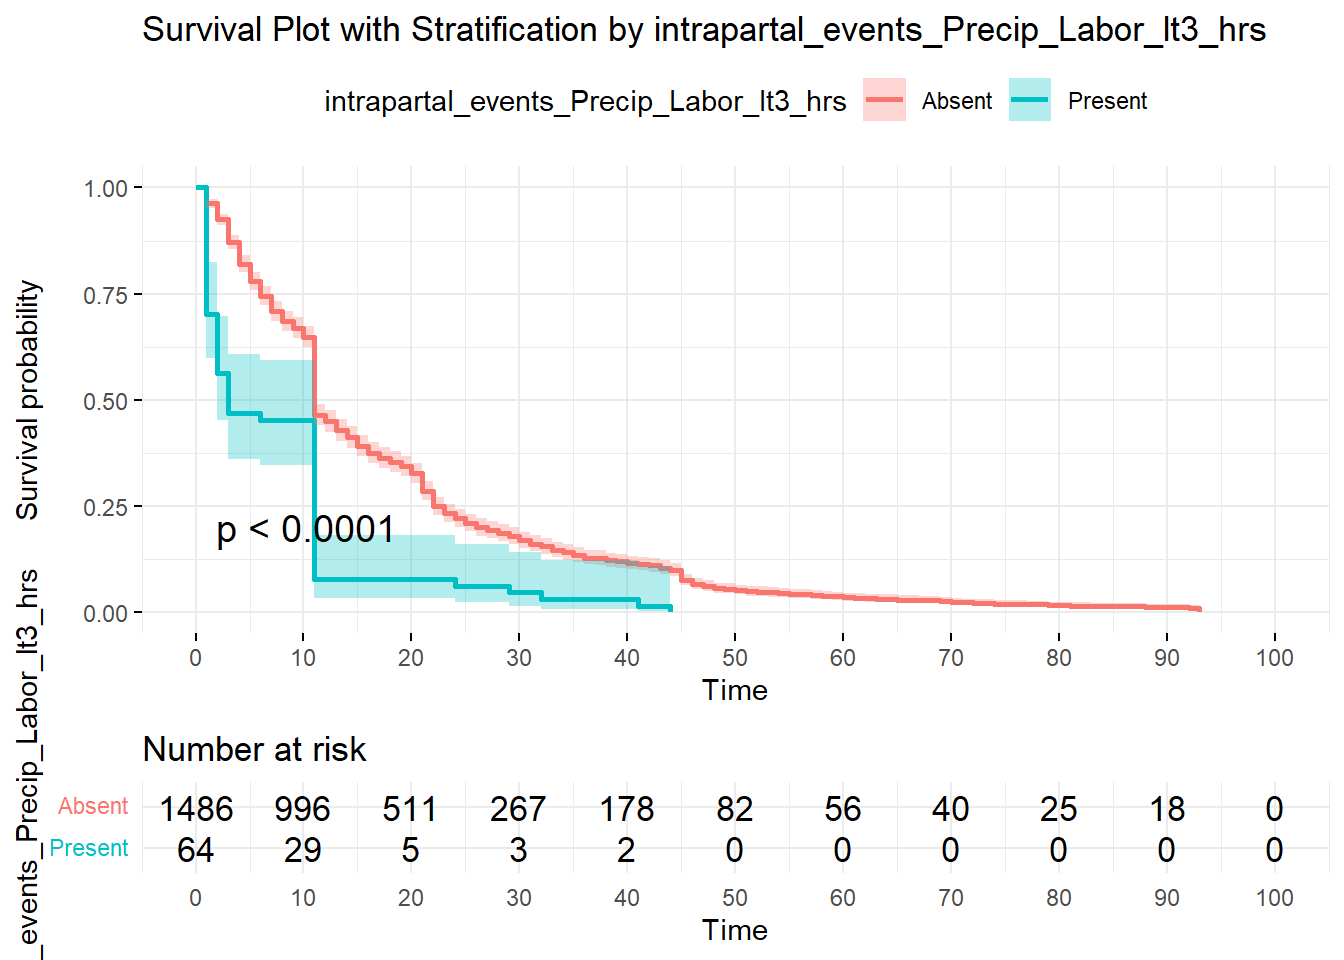 Survival Plot with Stratification by intrapartal_events_Precip_Labor_lt3_hrs
intrapartal_events_Precip_Labor_lt3_hrs Absent Present
Survival probability
1.00
0.75
0.50
0.25
0.00
p < 0.0001
0 10 20 30 40 50 60 70 80 90 100
Time
_events_Precip_Labor_lt3_hrs
Number at risk
Absent 1486 996 511 267 178 82 56 40 25 18 0
Present 64 29 5 3 2 0 0 0 0 0 0
0 10 20 30 40 50 60 70 80 90 100
Time